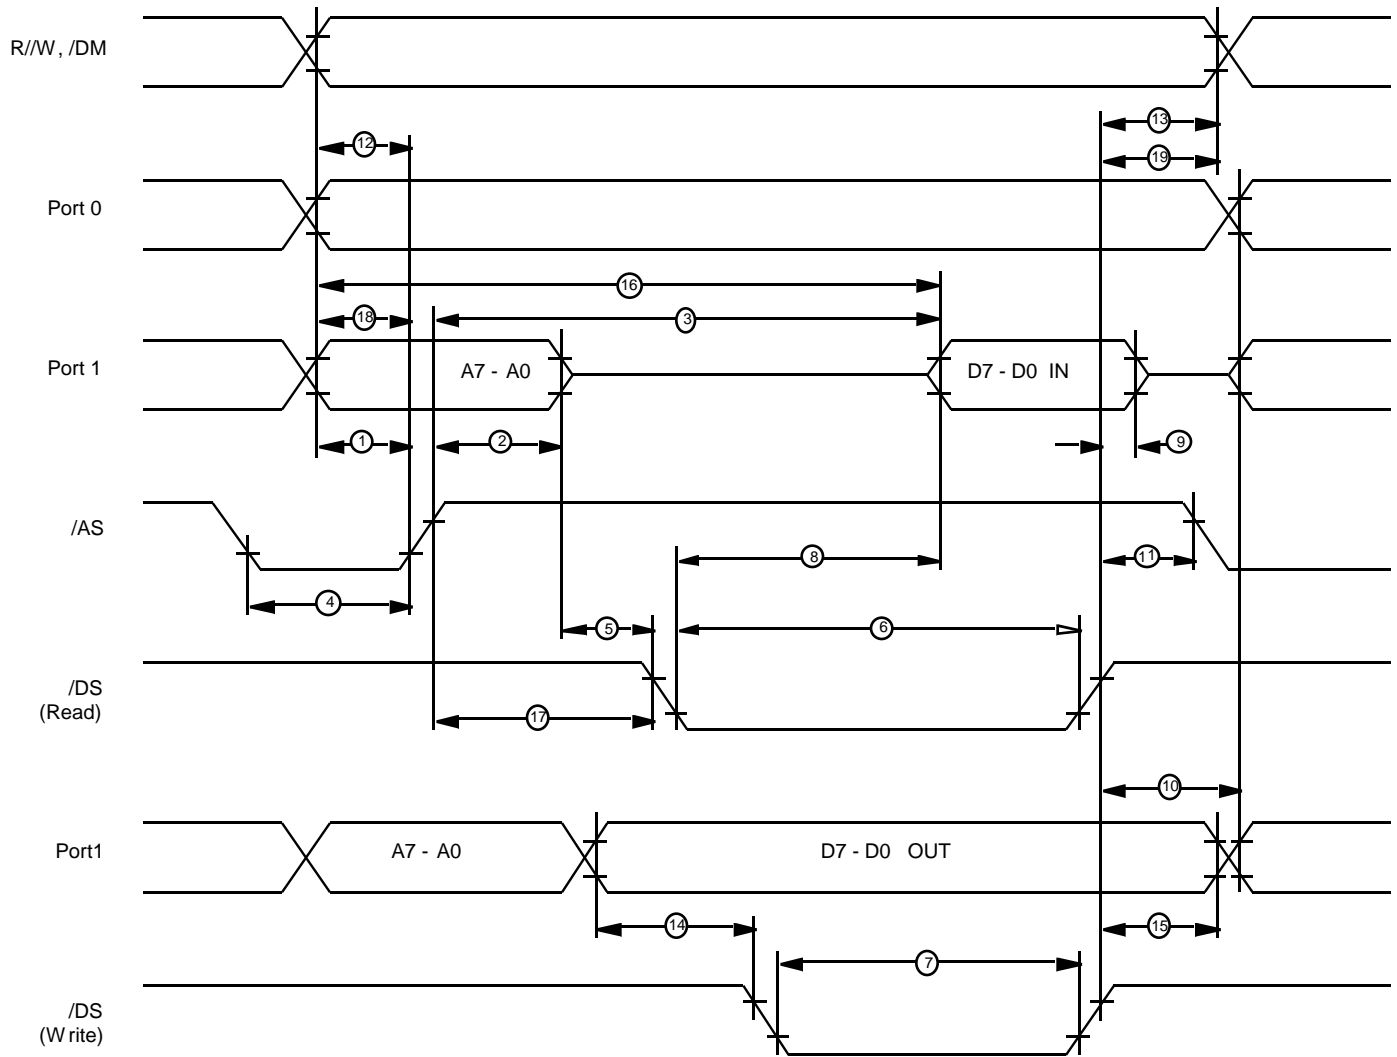 R//W, /DM
13
12
19
Port 0
16
18
3
Port 1
A7 - A0
D7 - D0 IN
1
2
9
/AS
8
11
4
5
6
/DS
(Read)
17
10
Port1
A7 - A0
D7 - D0 OUT
14
15
7
/DS
(Write)